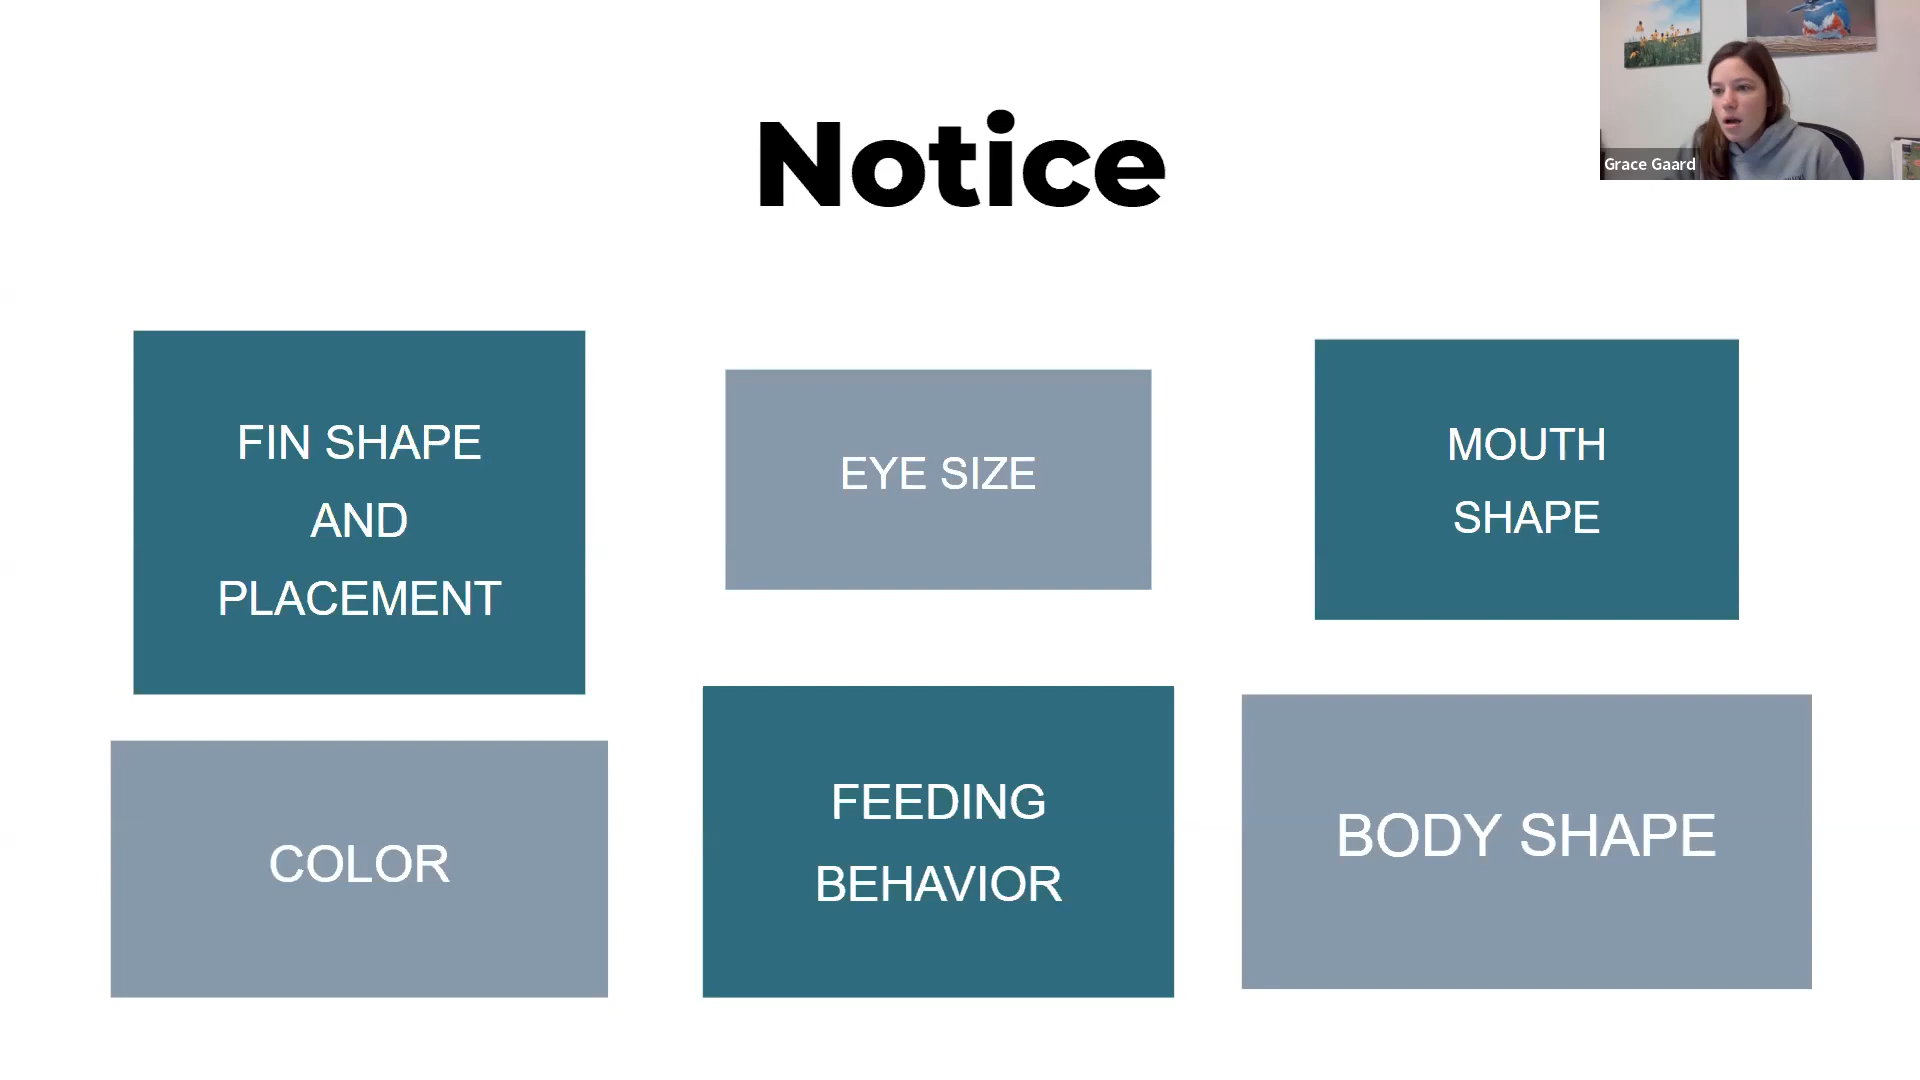 Notice
Grace Gaard
FIN SHAPE
AND
PLACEMENT
EYE SIZE
MOUTH
SHAPE
COLOR
FEEDING
BEHAVIOR
BODY SHAPE